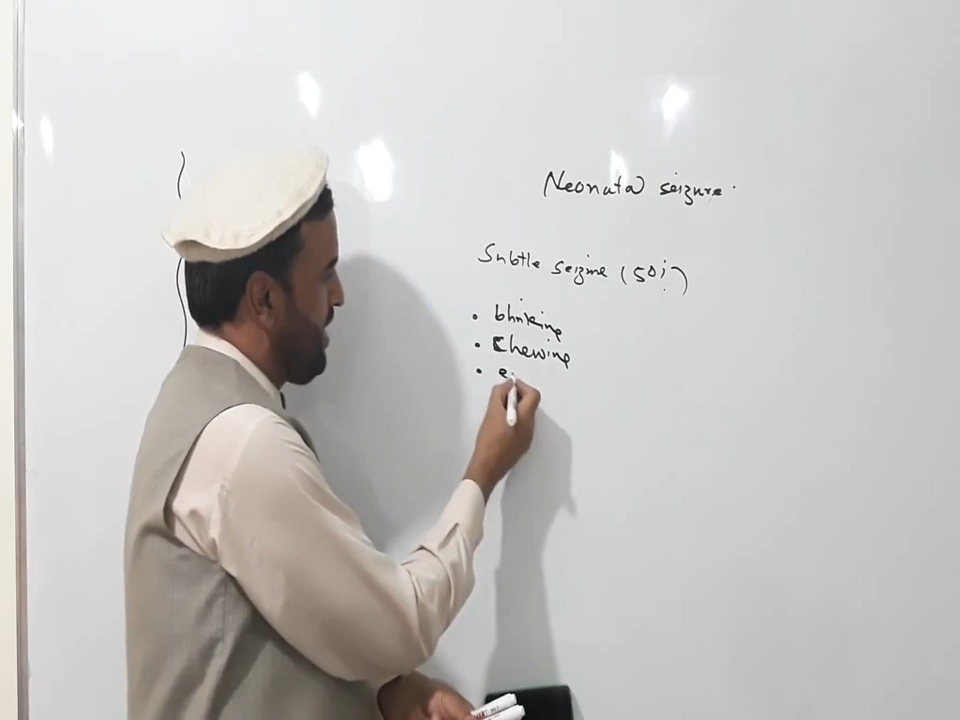 Neonatal seizure.
Subtle seizure (50%)
• blinking
• Chewing
• e